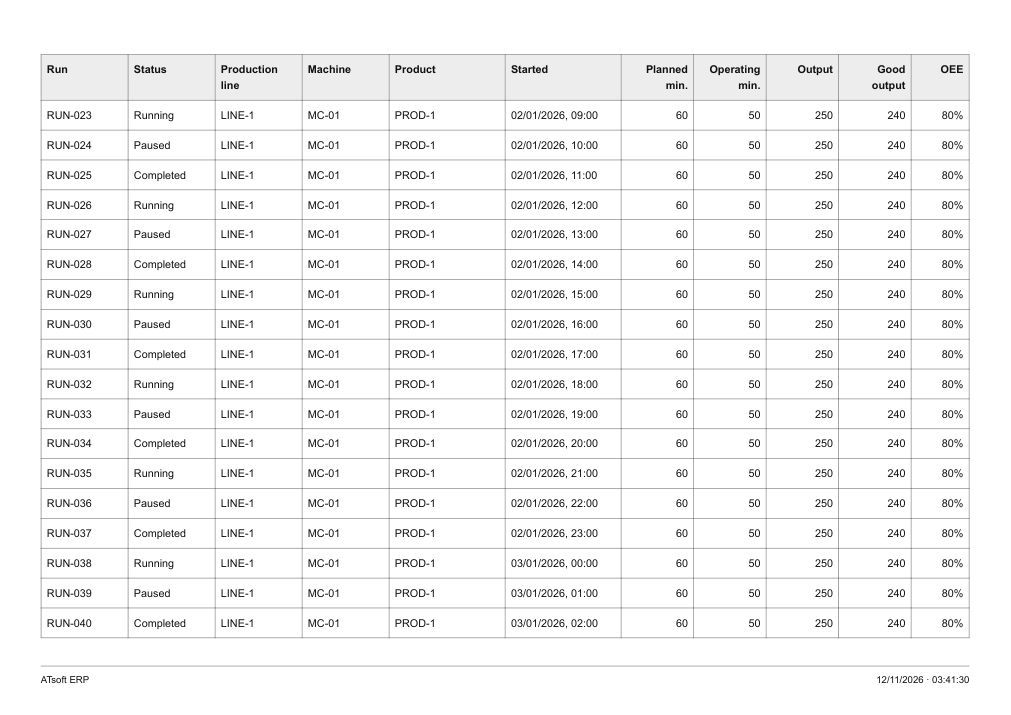 Run Status Production line Machine Product Started Planned min. Operating min. Output Good output OEE
RUN-023 Running LINE-1 MC-01 PROD-1 02/01/2026, 09:00 60 50 250 240 80%
RUN-024 Paused LINE-1 MC-01 PROD-1 02/01/2026, 10:00 60 50 250 240 80%
RUN-025 Completed LINE-1 MC-01 PROD-1 02/01/2026, 11:00 60 50 250 240 80%
RUN-026 Running LINE-1 MC-01 PROD-1 02/01/2026, 12:00 60 50 250 240 80%
RUN-027 Paused LINE-1 MC-01 PROD-1 02/01/2026, 13:00 60 50 250 240 80%
RUN-028 Completed LINE-1 MC-01 PROD-1 02/01/2026, 14:00 60 50 250 240 80%
RUN-029 Running LINE-1 MC-01 PROD-1 02/01/2026, 15:00 60 50 250 240 80%
RUN-030 Paused LINE-1 MC-01 PROD-1 02/01/2026, 16:00 60 50 250 240 80%
RUN-031 Completed LINE-1 MC-01 PROD-1 02/01/2026, 17:00 60 50 250 240 80%
RUN-032 Running LINE-1 MC-01 PROD-1 02/01/2026, 18:00 60 50 250 240 80%
RUN-033 Paused LINE-1 MC-01 PROD-1 02/01/2026, 19:00 60 50 250 240 80%
RUN-034 Completed LINE-1 MC-01 PROD-1 02/01/2026, 20:00 60 50 250 240 80%
RUN-035 Running LINE-1 MC-01 PROD-1 02/01/2026, 21:00 60 50 250 240 80%
RUN-036 Paused LINE-1 MC-01 PROD-1 02/01/2026, 22:00 60 50 250 240 80%
RUN-037 Completed LINE-1 MC-01 PROD-1 02/01/2026, 23:00 60 50 250 240 80%
RUN-038 Running LINE-1 MC-01 PROD-1 03/01/2026, 00:00 60 50 250 240 80%
RUN-039 Paused LINE-1 MC-01 PROD-1 03/01/2026, 01:00 60 50 250 240 80%
RUN-040 Completed LINE-1 MC-01 PROD-1 03/01/2026, 02:00 60 50 250 240 80%
ATsoft ERP 12/11/2026 · 03:41:30